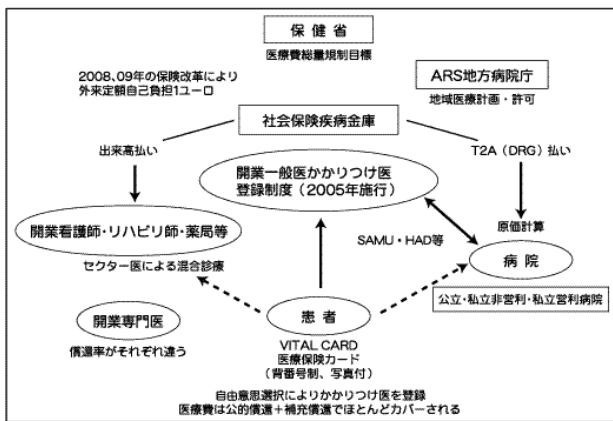 保健省
医療費総量規制目標
2008、09年の保険改革により
外来定額自己負担1ユーロ
ARS地方病院庁
地域医療計画・許可
社会保険疾病金庫
出来高払い
T2A(DRG)払い
開業一般医かかりつけ医
登録制度(2005年施行)
原価計算
開業看護師・リハビリ師・薬局等
SAMU・HAD等
病院
セクター医による混合診療
公立・私立非営利・私立営利病院
開業専門医
患者
償還率がそれぞれ違う
VITAL CARD
医療保険カード
(背番号制、写真付)
自由意思選択によりかかりつけ医を登録
医療費は公的償還+補充償還でほとんどカバーされる